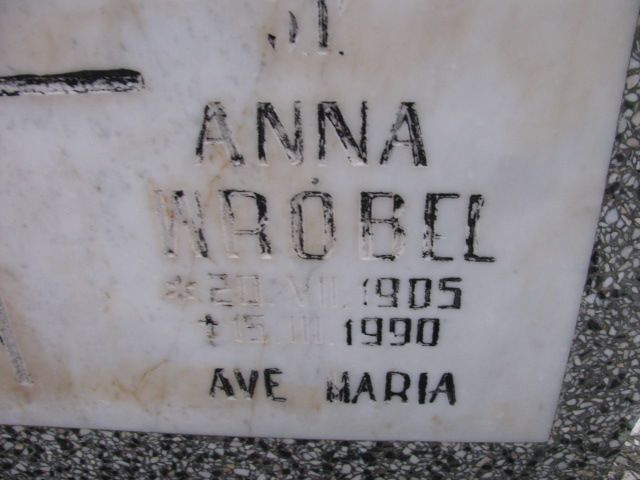 Ś.P.
ANNA
WRÓBEL
* 20.VII.1905
† 15.III.1990
AVE MARIA